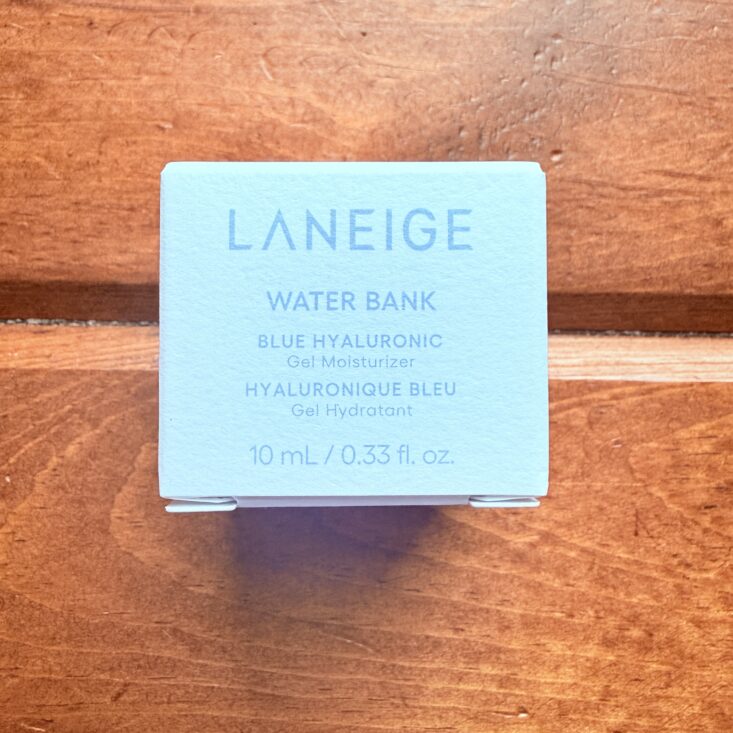 LANEIGE
WATER BANK
BLUE HYALURONIC
Gel Moisturizer
HYALURONIQUE BLEU
Gel Hydratant
10 mL / 0.33 fl. oz.